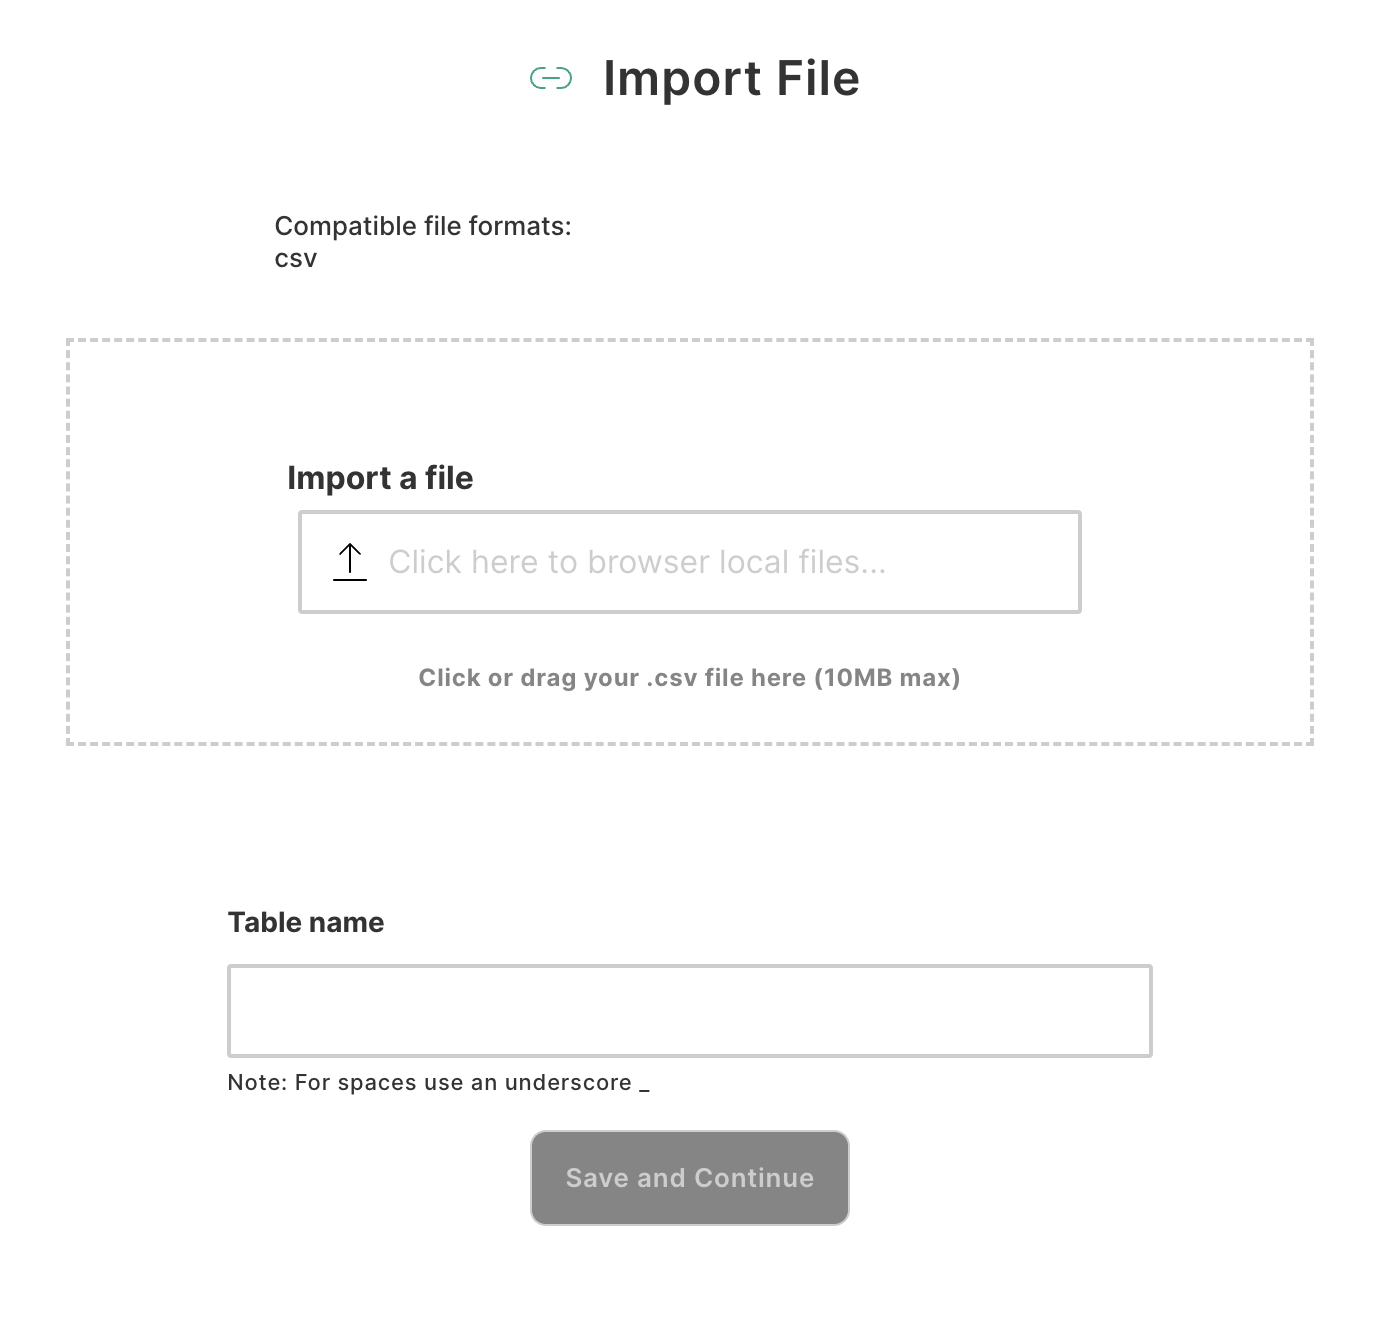 Import File
Compatible file formats:
csv
Import a file
Click here to browser local files...
Click or drag your .csv file here (10MB max)
Table name
Note: For spaces use an underscore _
Save and Continue